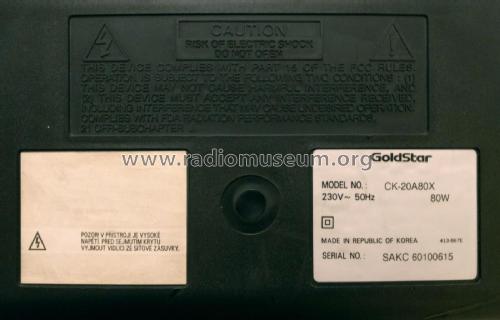 CAUTION
RISK OF ELECTRIC SHOCK
DO NOT OPEN
THIS DEVICE COMPLIES WITH PART 15 OF THE FCC RULES.
OPERATION IS SUBJECT TO THE FOLLOWING TWO CONDITIONS : (1)
THIS DEVICE MAY NOT CAUSE HARMFUL INTERFERENCE, AND
(2) THIS DEVICE MUST ACCEPT ANY INTERFERENCE RECEIVED,
INCLUDING INTERFERENCE THAT MAY CAUSE UNDESIRED OPERATION.
COMPLIES WITH FDA RADIATION PERFORMANCE STANDARDS,
21 CFR SUBCHAPTER
www.radiomuseum.org
POZOR V PŘÍSTROJI JE VYSOKÉ
NAPĚTÍ. PŘED SEJMUTÍM KRYTU
VYJMOUT VIDLICI ZE SÍŤOVÉ ZÁSUVKY.
GoldStar
MODEL NO.: CK-20A80X
230V~ 50Hz 80W
MADE IN REPUBLIC OF KOREA
SERIAL NO.: SAKC 60100615